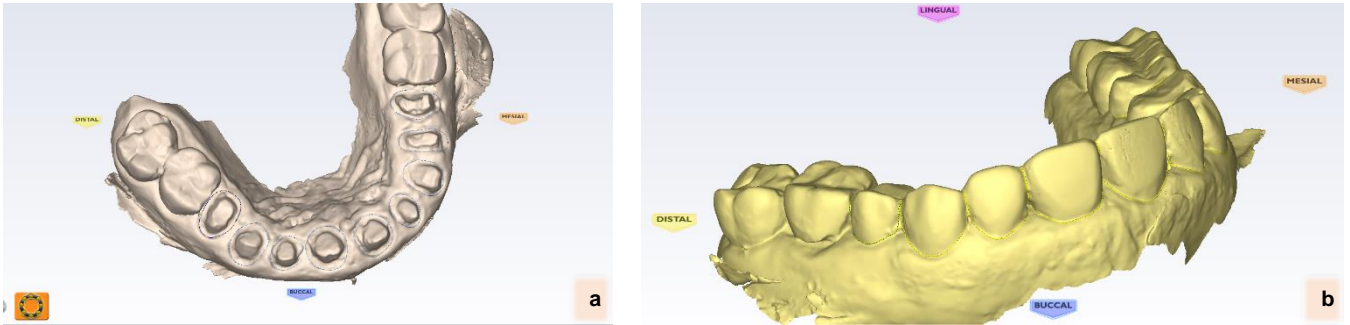 DISTAL
MESIAL
BUCCAL
a
LINGUAL
MESIAL
DISTAL
BUCCAL
b